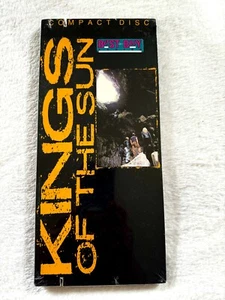 COMPACT DISC
KINGS
OF THE SUN